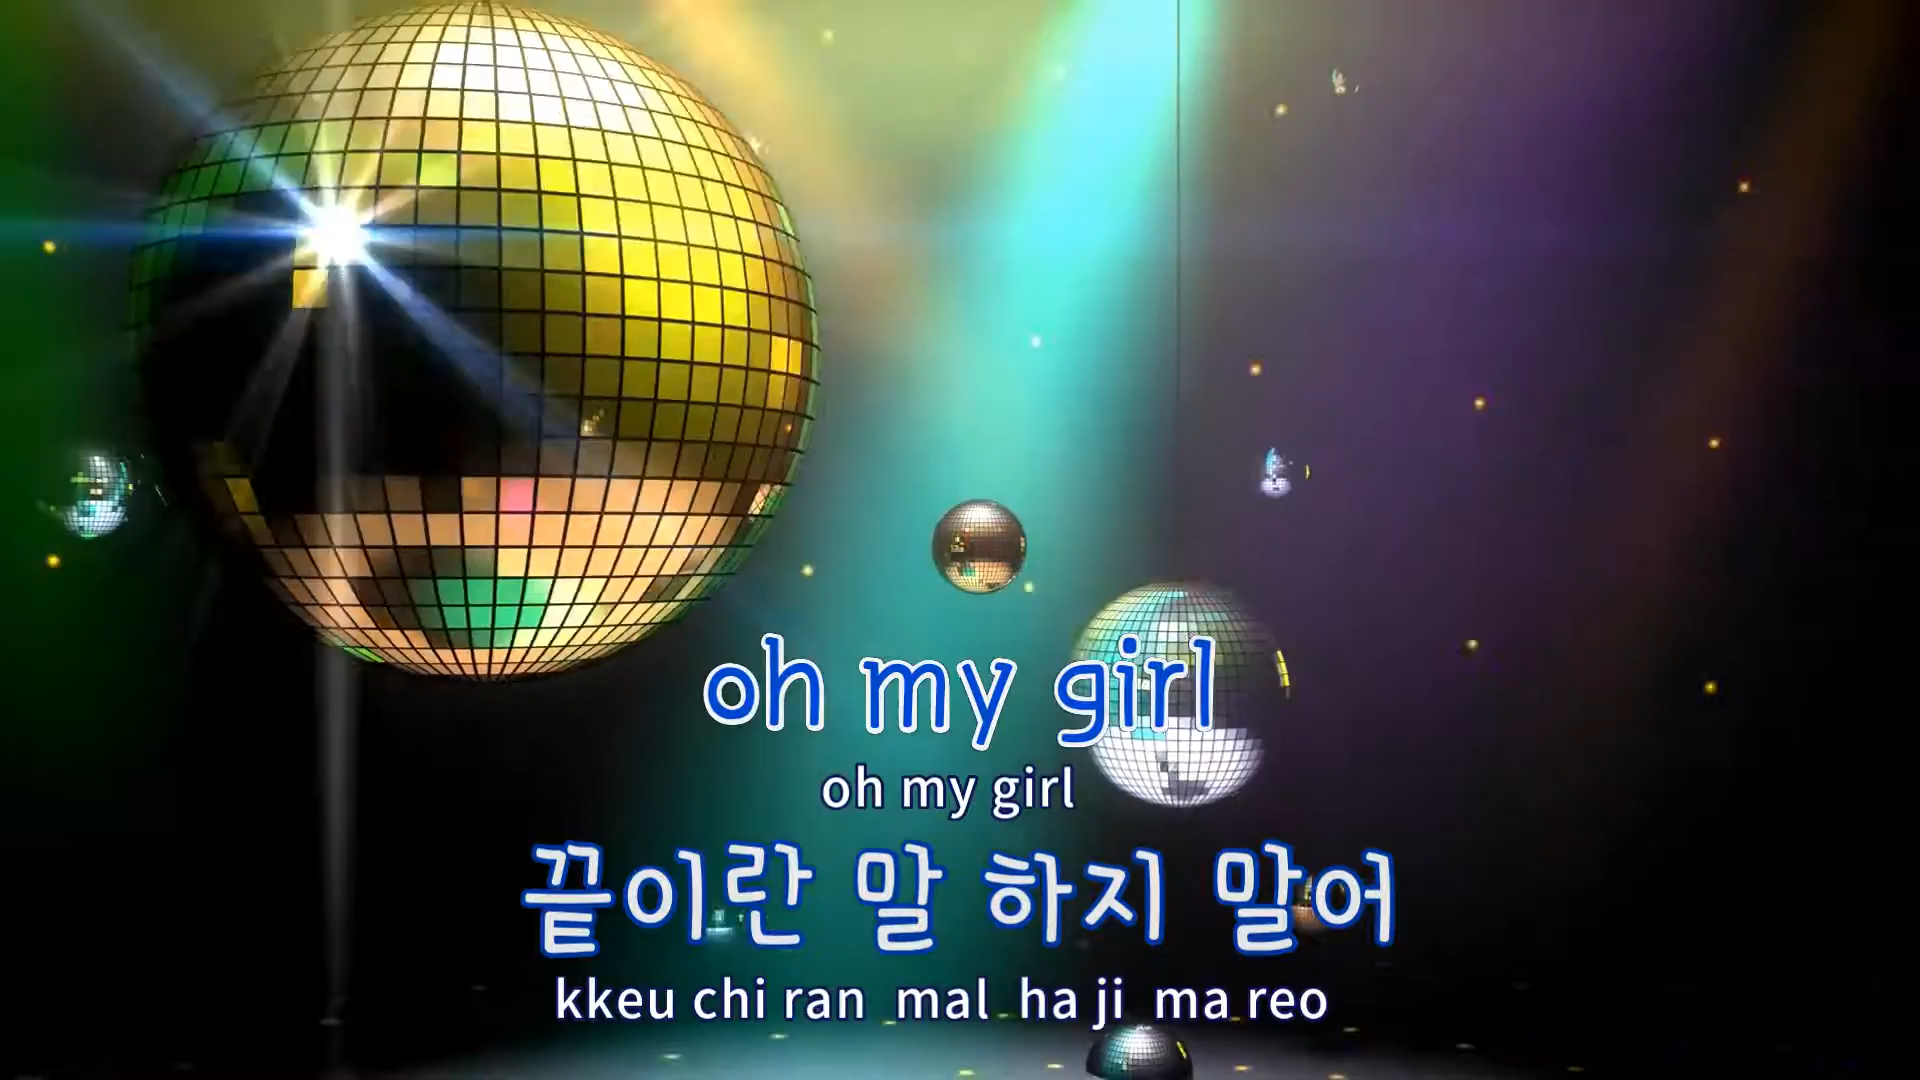 oh my girl
oh my girl
끝이란 말 하지 말어
kkeu chi ran mal ha ji ma reo